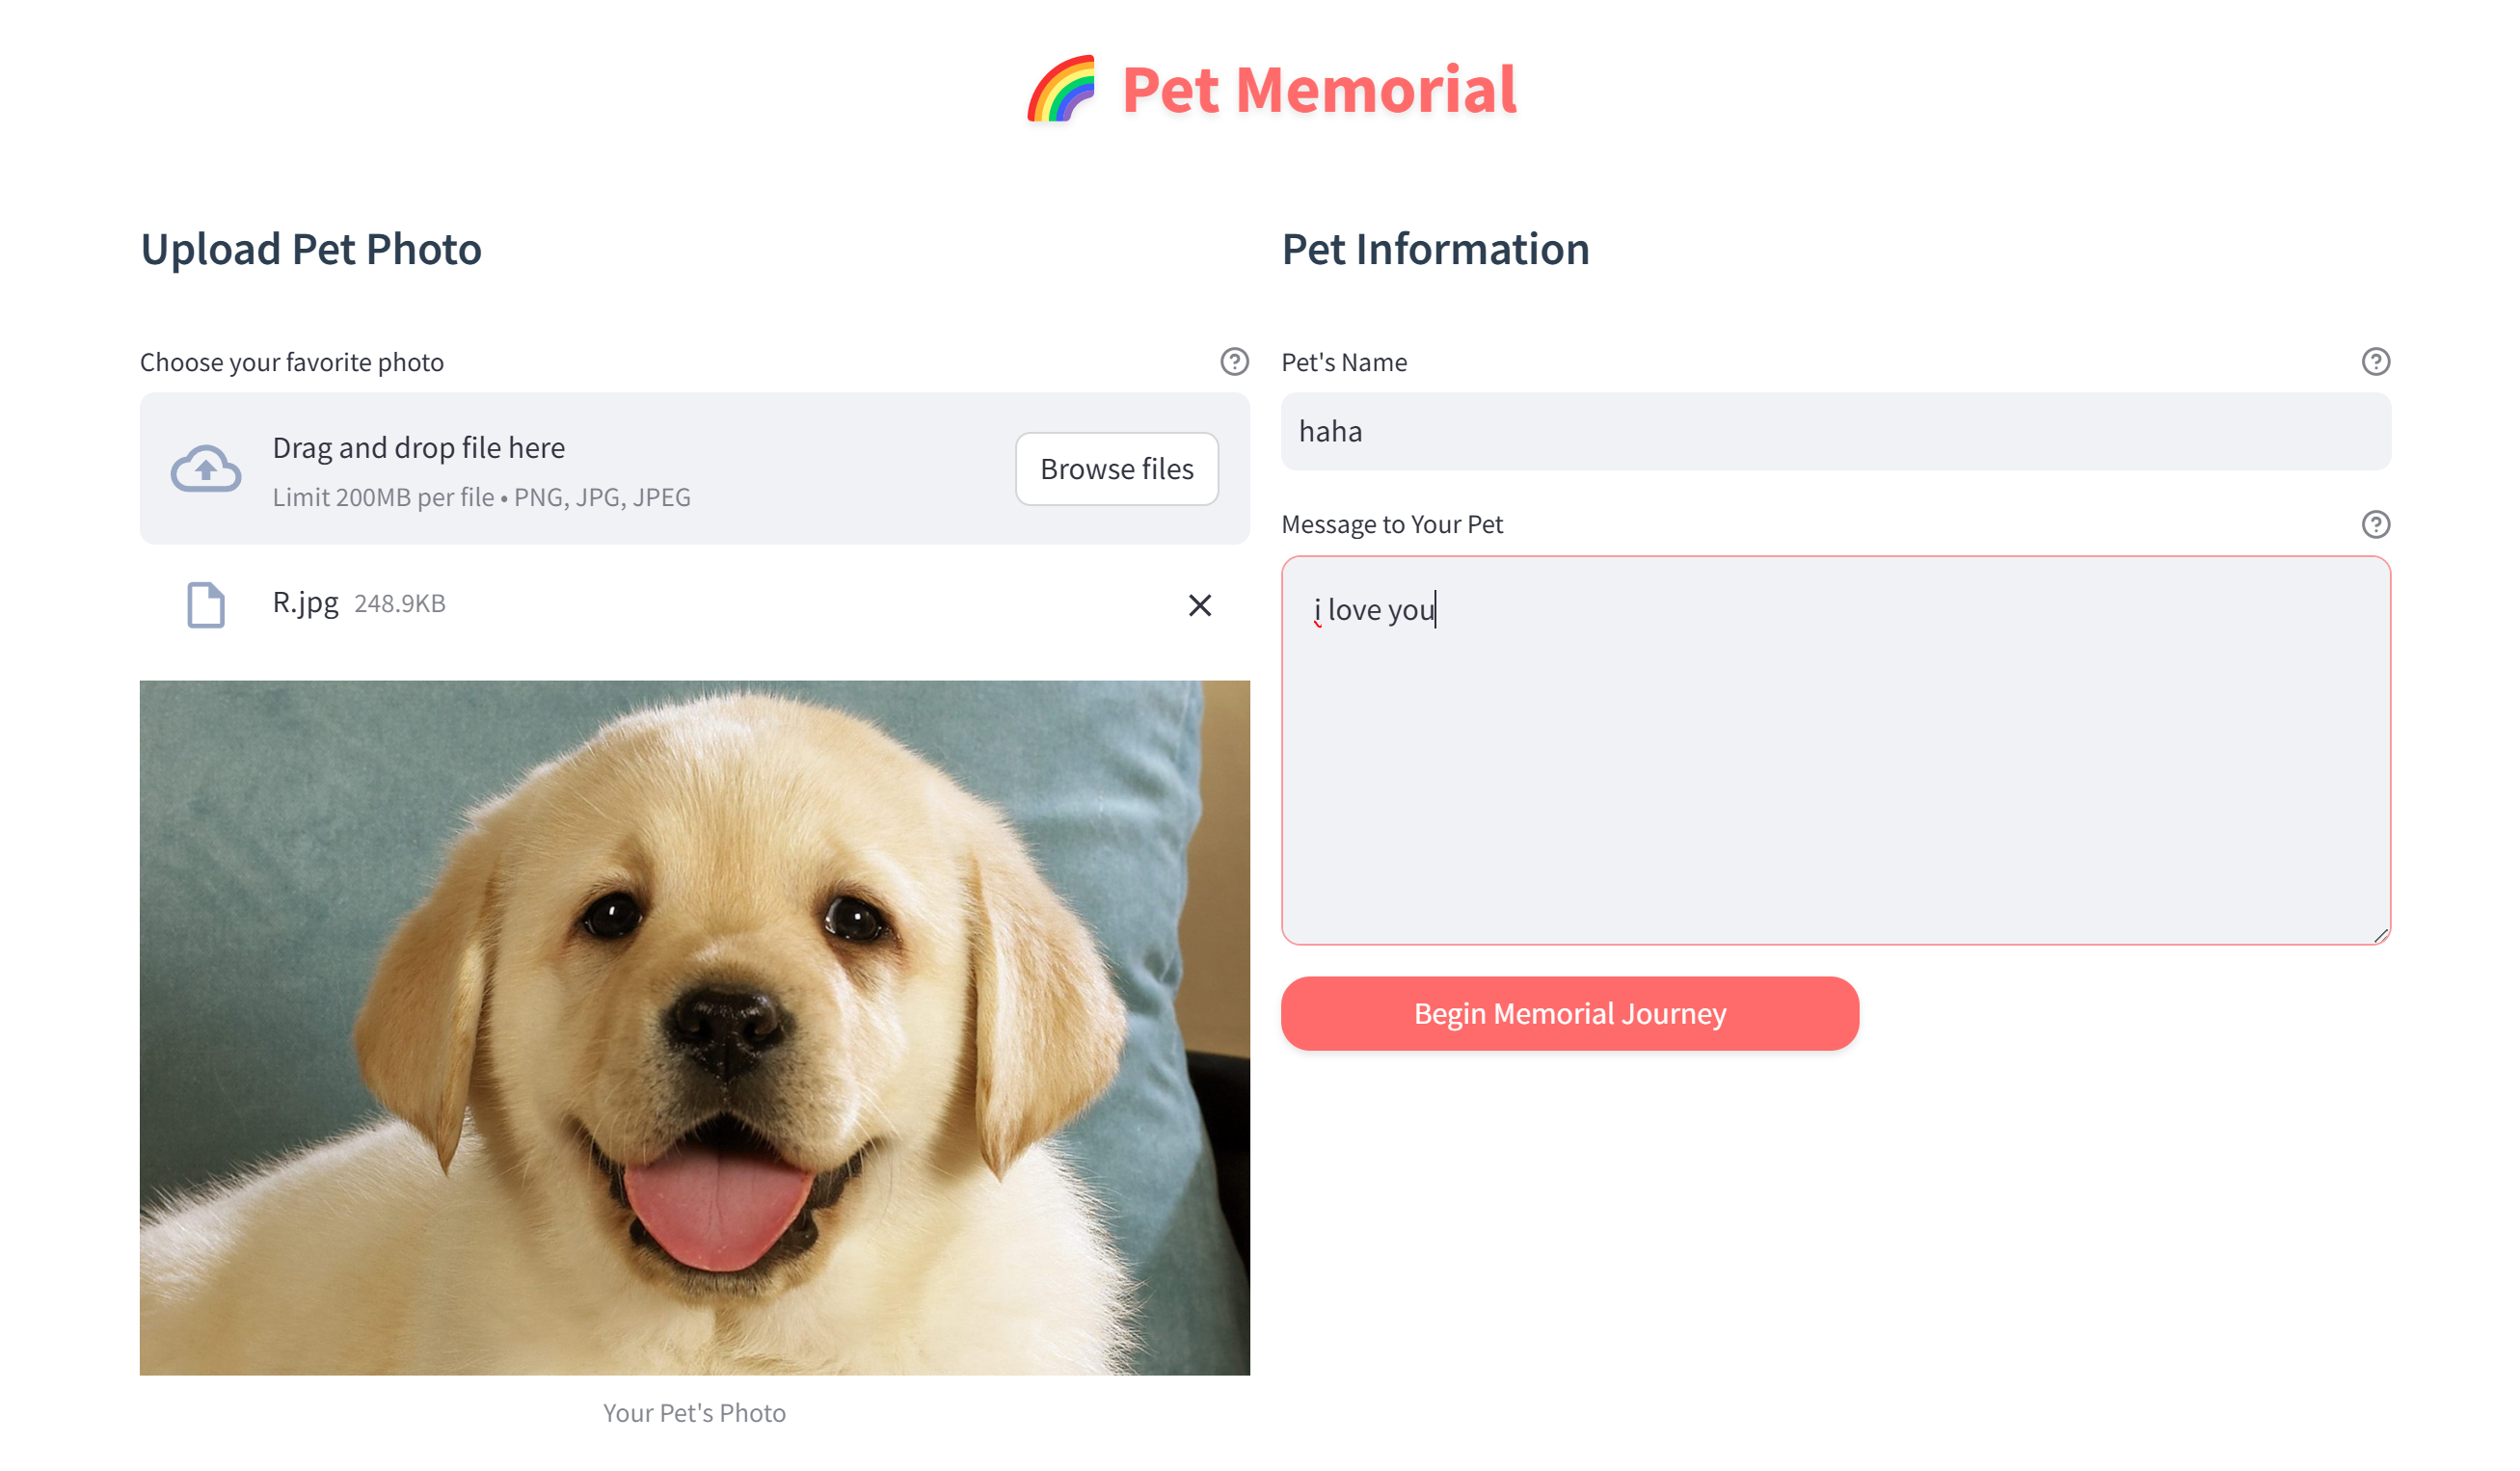 Pet Memorial
Upload Pet Photo
Choose your favorite photo
Drag and drop file here
Limit 200MB per file • PNG, JPG, JPEG
Browse files
R.jpg 248.9KB
Your Pet's Photo
Pet Information
Pet's Name
haha
Message to Your Pet
i love you
Begin Memorial Journey